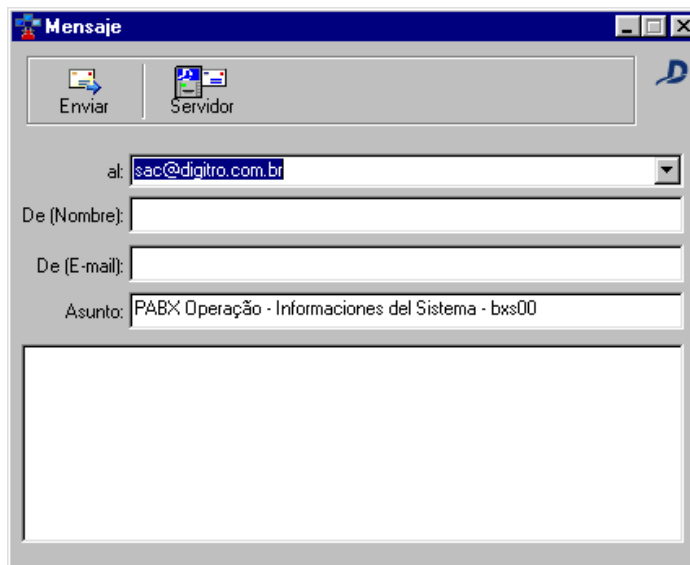 Mensaje
Enviar
Servidor
al: sac@digitro.com.br
De (Nombre):
De (E-mail):
Asunto: PABX Operação - Informaciones del Sistema - bxs00